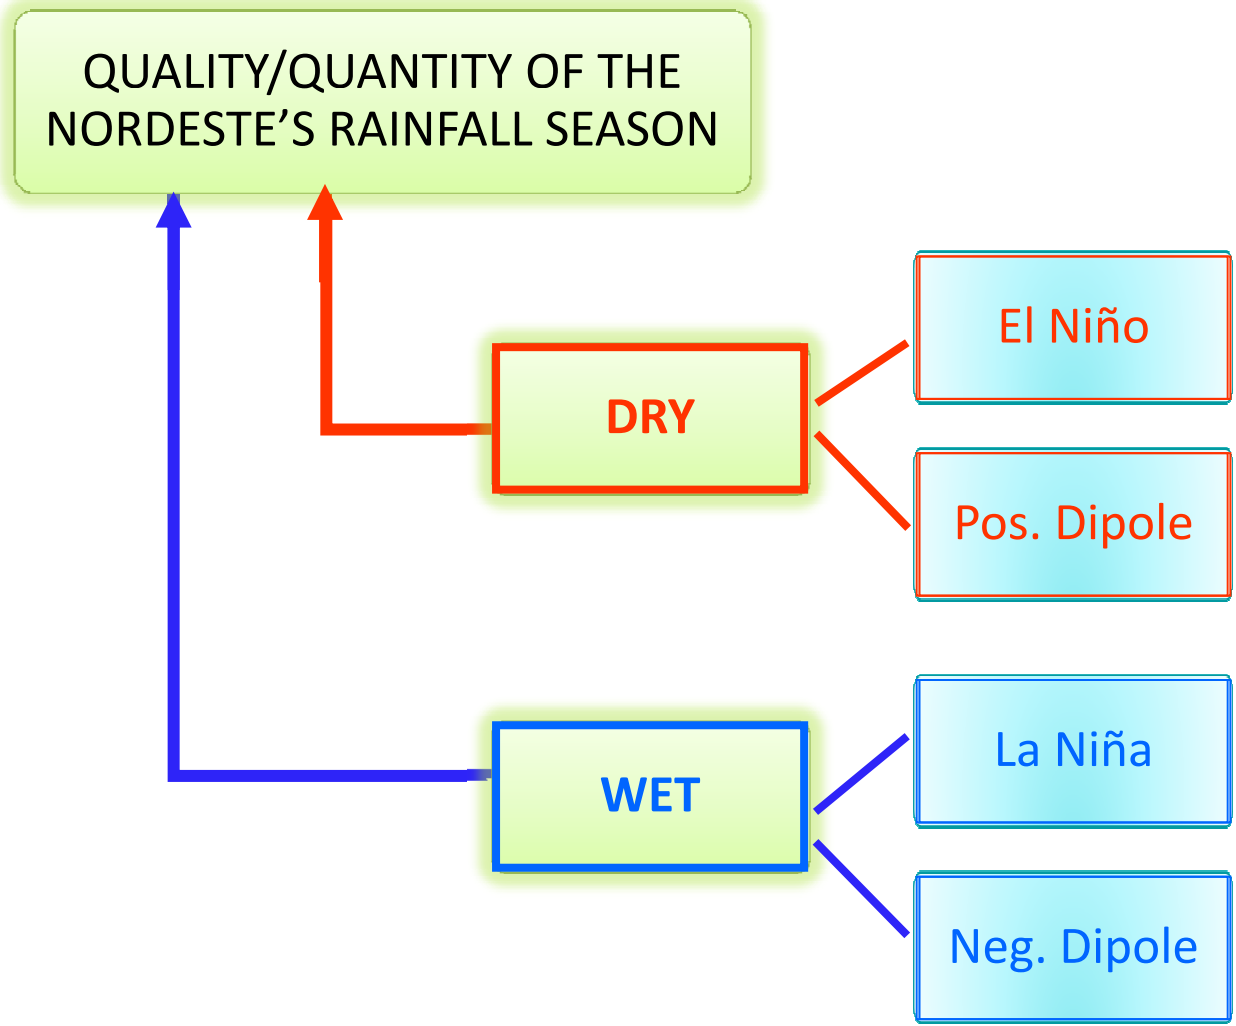 QUALITY/QUANTITY OF THE
NORDESTE’S RAINFALL SEASON
El Niño
DRY
Pos. Dipole
La Niña
WET
Neg. Dipole